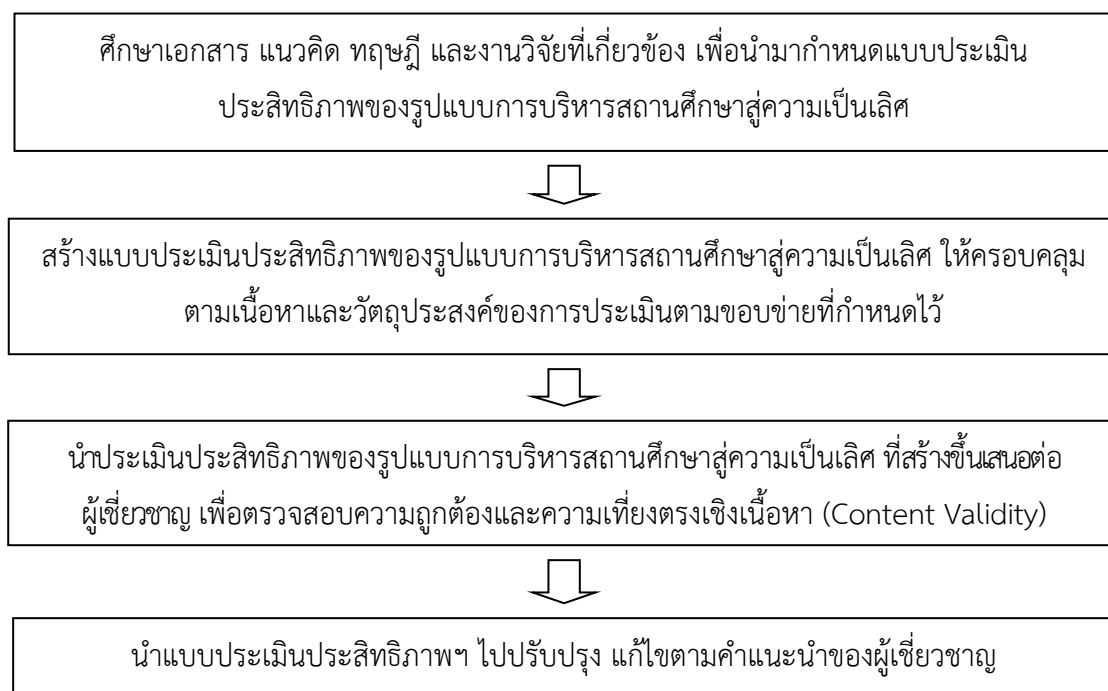 ศึกษาเอกสาร แนวคิด ทฤษฎี และงานวิจัยที่เกี่ยวข้อง เพื่อนำมากำหนดแบบประเมิน
ประสิทธิภาพของรูปแบบการบริหารสถานศึกษาสู่ความเป็นเลิศ
สร้างแบบประเมินประสิทธิภาพของรูปแบบการบริหารสถานศึกษาสู่ความเป็นเลิศ ให้ครอบคลุม
ตามเนื้อหาและวัตถุประสงค์ของการประเมินตามขอบข่ายที่กำหนดไว้
นำประเมินประสิทธิภาพของรูปแบบการบริหารสถานศึกษาสู่ความเป็นเลิศ ที่สร้างขึ้นเสนอต่อ
ผู้เชี่ยวชาญ เพื่อตรวจสอบความถูกต้องและความเที่ยงตรงเชิงเนื้อหา (Content Validity)
นำแบบประเมินประสิทธิภาพฯ ไปปรับปรุง แก้ไขตามคำแนะนำของผู้เชี่ยวชาญ